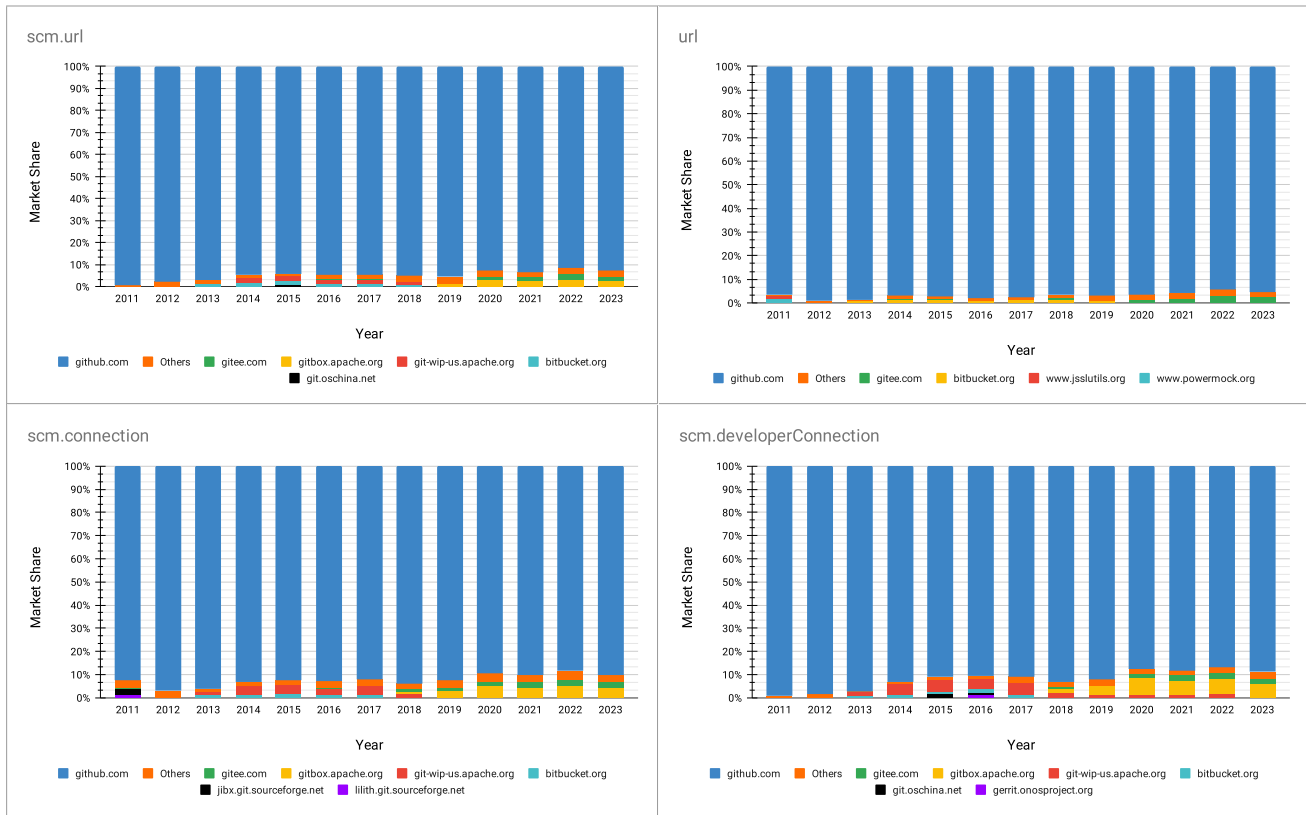 scm.url
100%
90%
80%
70%
60%
50%
40%
30%
20%
10%
0%
Market Share
2011 2012 2013 2014 2015 2016 2017 2018 2019 2020 2021 2022 2023
Year
github.com Others gitee.com gitbox.apache.org git-wip-us.apache.org bitbucket.org
git.oschina.net
url
100%
90%
80%
70%
60%
50%
40%
30%
20%
10%
0%
Market Share
2011 2012 2013 2014 2015 2016 2017 2018 2019 2020 2021 2022 2023
Year
github.com Others gitee.com bitbucket.org www.jsslutils.org www.powermock.org
scm.connection
100%
90%
80%
70%
60%
50%
40%
30%
20%
10%
0%
Market Share
2011 2012 2013 2014 2015 2016 2017 2018 2019 2020 2021 2022 2023
Year
github.com Others gitee.com gitbox.apache.org git-wip-us.apache.org bitbucket.org
jibx.git.sourceforge.net lilith.git.sourceforge.net
scm.developerConnection
100%
90%
80%
70%
60%
50%
40%
30%
20%
10%
0%
Market Share
2011 2012 2013 2014 2015 2016 2017 2018 2019 2020 2021 2022 2023
Year
github.com Others gitee.com gitbox.apache.org git-wip-us.apache.org bitbucket.org
git.oschina.net gerrit.onosproject.org